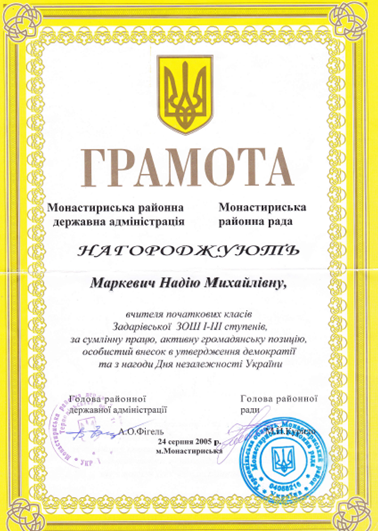 ГРАМОТА
Монастириська районна
державна адміністрація
Монастириська
районна рада
НАГОРОДЖУЮТЬ
Маркевич Надію Михайлівну,
вчителя початкових класів
Задарівської ЗОШ І-ІІІ ступенів,
за сумлінну працю, активну громадянську позицію,
особистий внесок в утвердження демократії
та з нагоди Дня незалежності України
Голова районної
державної адміністрації
Голова районної
ради
А.О.Фігель
24 серпня 2005 р.
м.Монастириська